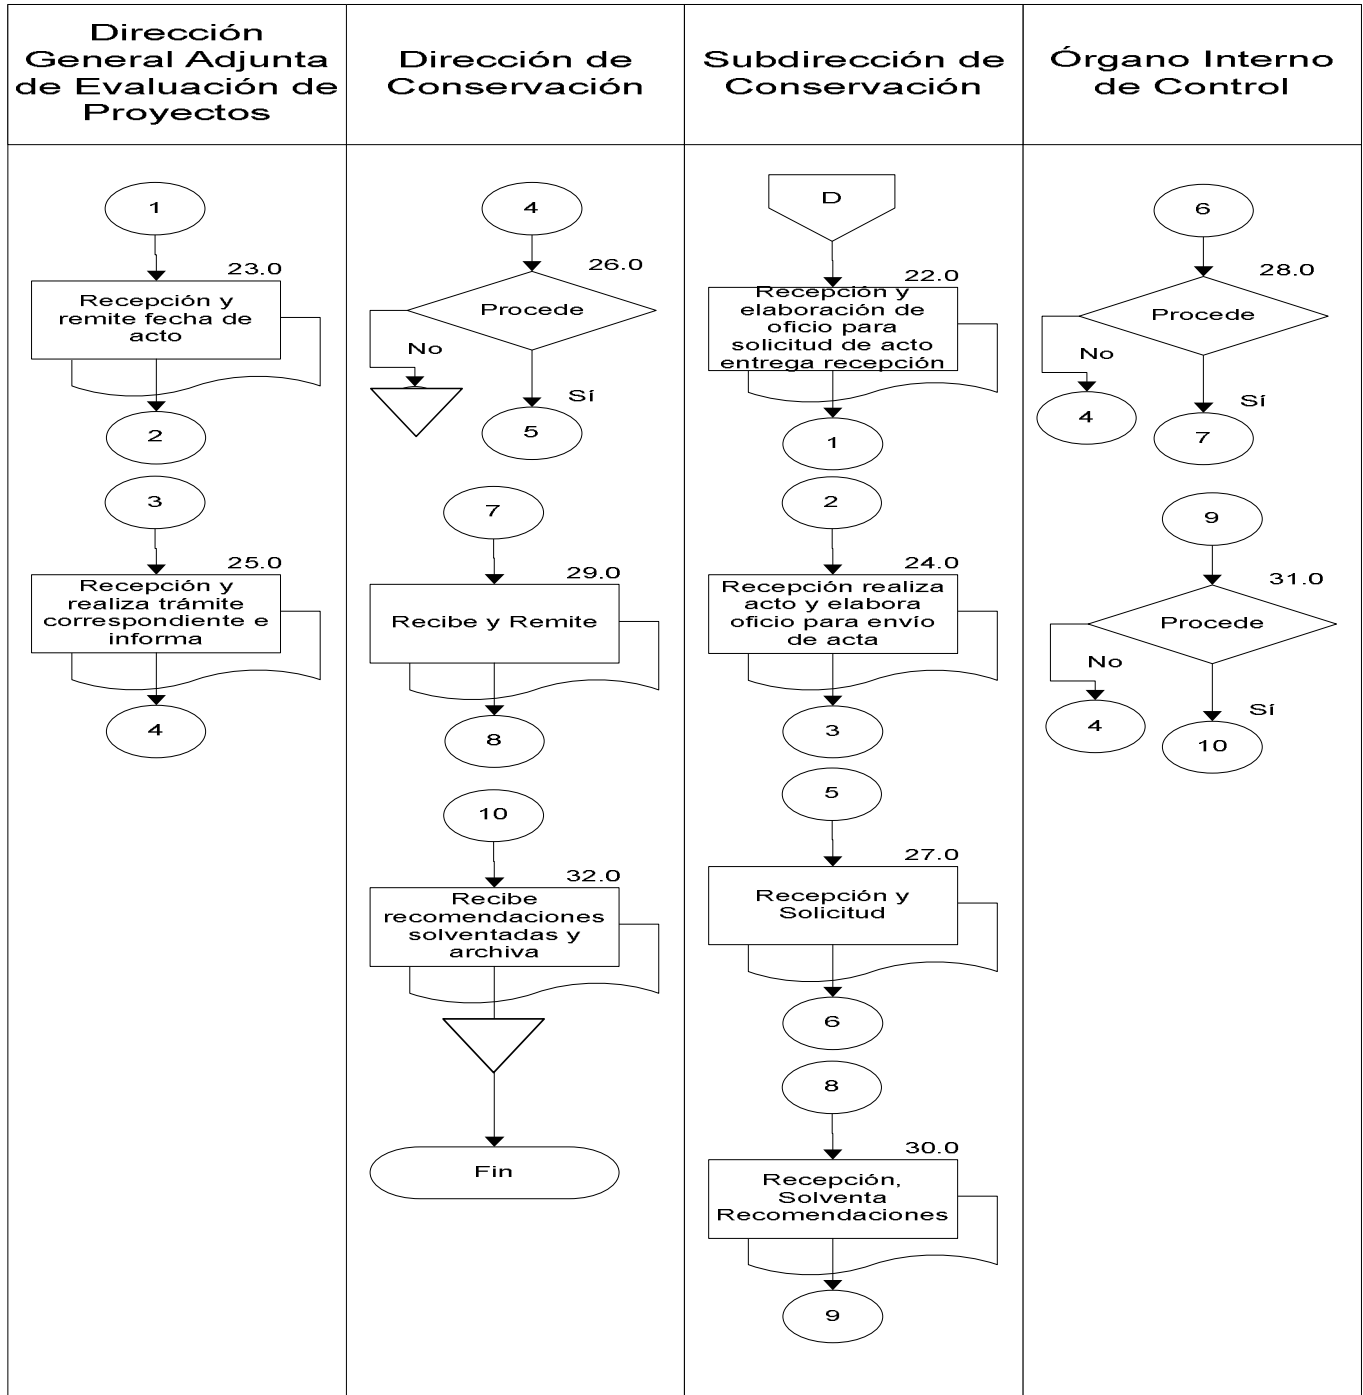 Dirección
General Adjunta
de Evaluación de
Proyectos
Dirección de
Conservación
Subdirección de
Conservación
Órgano Interno
de Control
1
23.0
Recepción y
remite fecha de
acto
2
3
25.0
Recepción y
realiza trámite
correspondiente e
informa
4
4
26.0
Procede
No
Sí
5
7
29.0
Recibe y Remite
8
10
32.0
Recibe
recomendaciones
solventadas y
archiva
Fin
D
22.0
Recepción y
elaboración de
oficio para
solicitud de acto
entrega recepción
1
2
24.0
Recepción realiza
acto y elabora
oficio para envío
de acta
3
5
27.0
Recepción y
Solicitud
6
8
30.0
Recepción,
Solventa
Recomendaciones
9
6
28.0
Procede
No
4
Sí
7
9
31.0
Procede
No
4
Sí
10